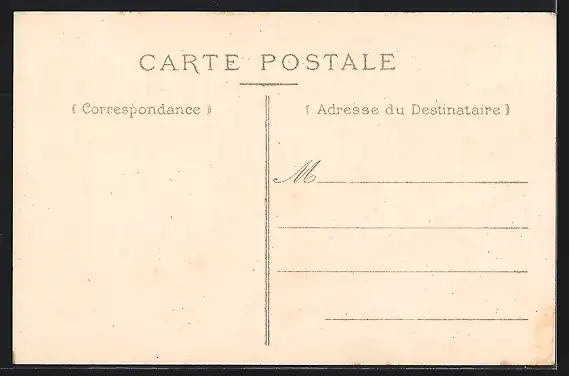 CARTE POSTALE
( Correspondance )
( Adresse du Destinataire )
M